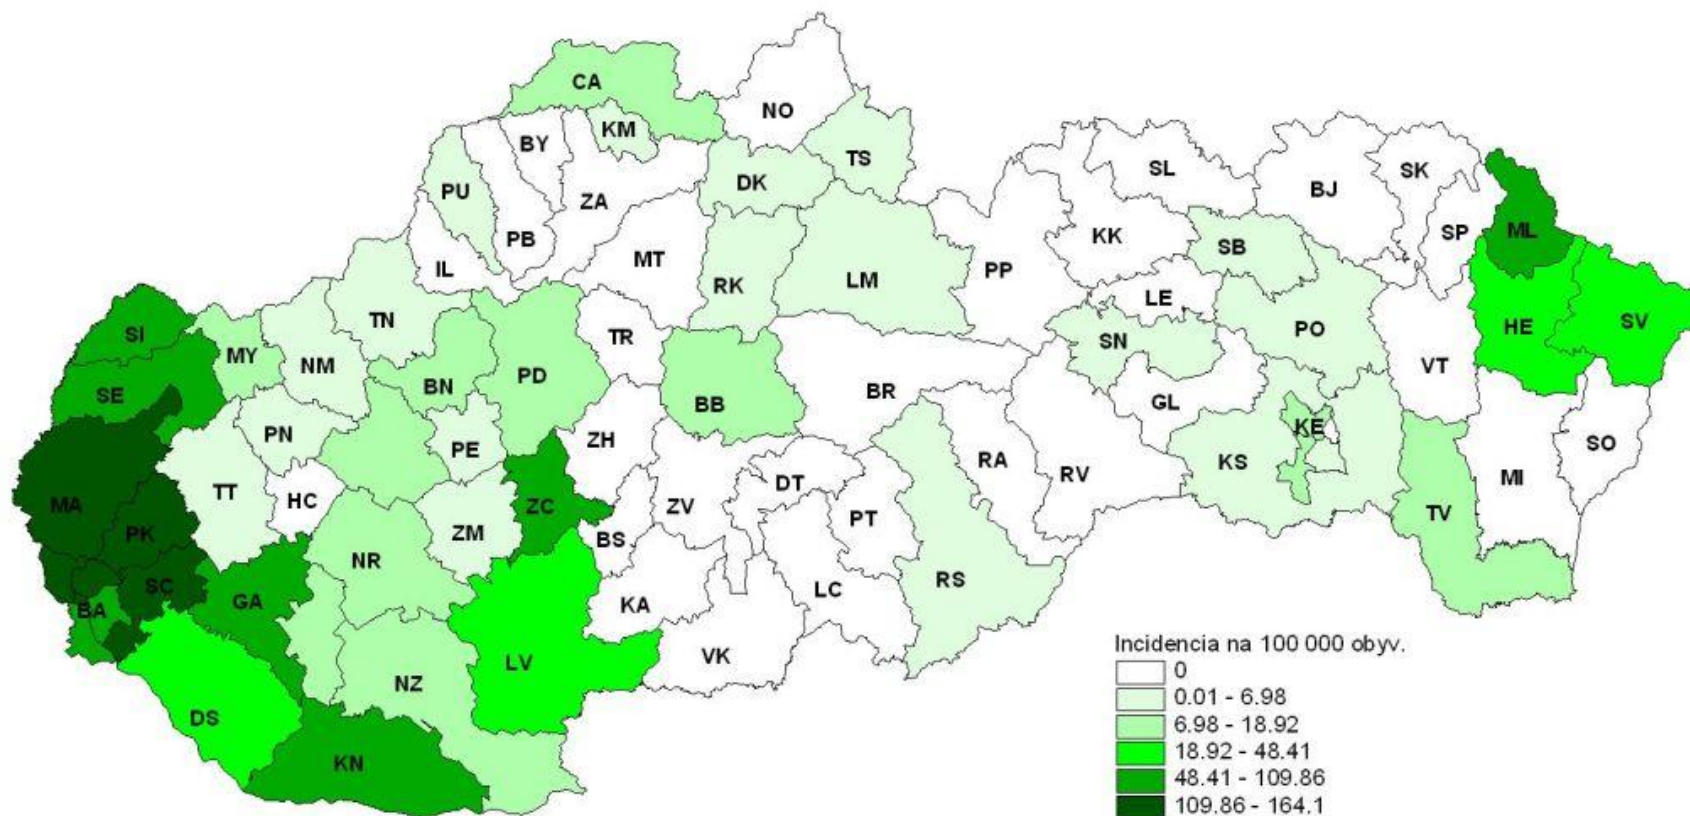 CA
NO
KM
BY
TS
SL
SK
DK
BJ
PU
ZA
PB
KK
SB
SP
ML
MT
IL
PP
RK
LM
LE
SI
TN
PO
HE
SV
MY
NM
TR
SN
VT
SE
BN
PD
BB
BR
GL
PN
PE
ZH
KE
SO
TT
HC
RA
RV
KS
MI
MA
DT
ZC
ZV
PT
TV
PK
ZM
BS
NR
SC
GA
RS
BA
KA
LC
LV
VK
NZ
DS
KN
Incidencia na 100 000 obyv.
0
0.01 - 6.98
6.98 - 18.92
18.92 - 48.41
48.41 - 109.86
109.86 - 164.1